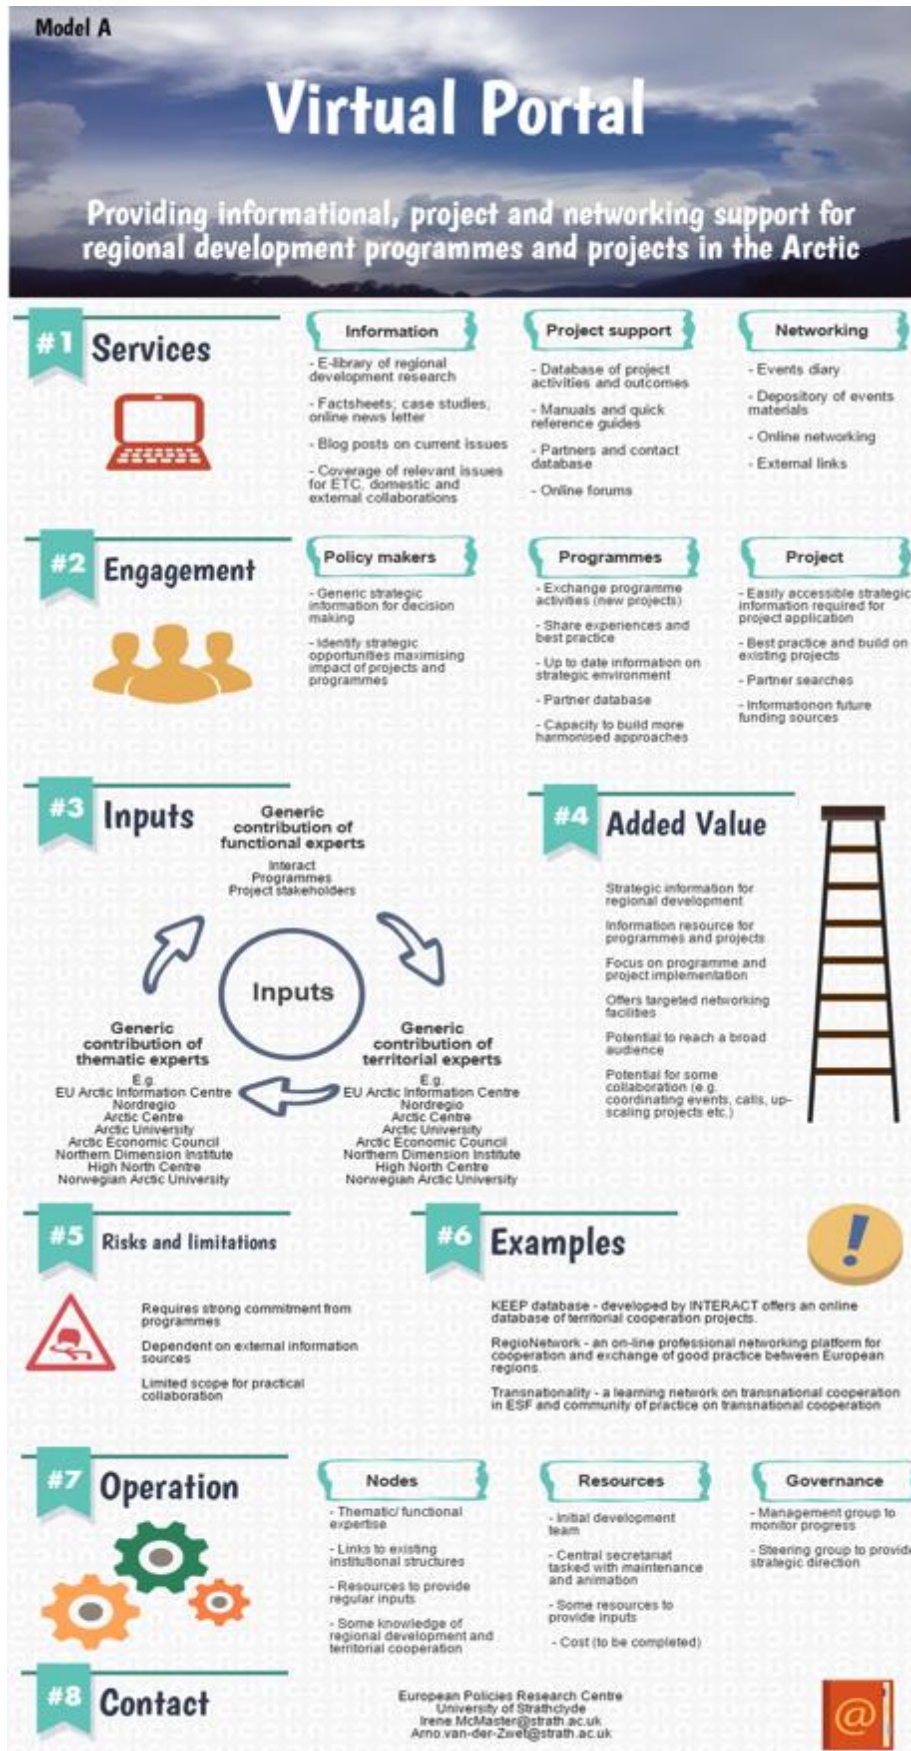 Model A
Virtual Portal
Providing informational, project and networking support for
regional development programmes and projects in the Arctic
#1
Services
Information
- E-library of regional
development research
- Factsheets; case studies,
online news letter
- Blog posts on current issues
- Coverage of relevant issues
for ETC, domestic and
external collaborations
Project support
- Database of project
activities and outcomes
- Manuals and quick
reference guides
- Partners and contact
database
- Online forums
Networking
- Events diary
- Depository of events
materials
- Online networking
- External links
#2
Engagement
Policy makers
- Generic strategic
information for decision
making
- Identify strategic
opportunities maximising
impact of projects and
programmes
Programmes
- Exchange programme
activities (new projects)
- Share experiences and
best practice
- Up to date information on
strategic environment
- Partner database
- Capacity to build more
harmonised approaches
Project
- Easily accessible strategic
information required for
project application
- Best practice and build on
existing projects
- Partner searches
- Informationon future
funding sources
#3
Inputs
Generic
contribution of
functional experts
Interact
Programmes
Project stakeholders
Inputs
Generic
contribution of
thematic experts
E.g.
EU Arctic Information Centre
Nordregio
Arctic Centre
Arctic University
Arctic Economic Council
Northern Dimension Institute
High North Centre
Norwegian Arctic University
Generic
contribution of
territorial experts
E.g.
EU Arctic Information Centre
Nordregio
Arctic Centre
Arctic University
Arctic Economic Council
Northern Dimension Institute
High North Centre
Norwegian Arctic University
#4
Added Value
Strategic information for
regional development
Information resource for
programmes and projects
Focus on programme and
project implementation
Offers targeted networking
facilities
Potential to reach a broad
audience
Potential for some
collaboration (e.g.
coordinating events, calls, up-
scaling projects etc.)
#5
Risks and limitations
Requires strong commitment from
programmes
Dependent on external information
sources
Limited scope for practical
collaboration
#6
Examples
!
KEEP database - developed by INTERACT offers an online
database of territorial cooperation projects.
RegioNetwork - an on-line professional networking platform for
cooperation and exchange of good practice between European
regions.
Transnationality - a learning network on transnational cooperation
in ESF and community of practice on transnational cooperation
#7
Operation
Nodes
- Thematic/ functional
expertise
- Links to existing
institutional structures
- Resources to provide
regular inputs
- Some knowledge of
regional development and
territorial cooperation
Resources
- Initial development
team
- Central secretariat
tasked with maintenance
and animation
- Some resources to
provide inputs
- Cost (to be completed)
Governance
- Management group to
monitor progress
- Steering group to provide
strategic direction
#8
Contact
European Policies Research Centre
University of Strathclyde
Irene.McMaster@strath.ac.uk
Arno.van-der-Zwet@strath.ac.uk
@